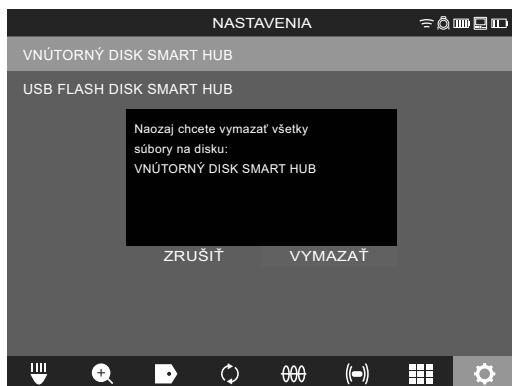 NASTAVENIA
VNÚTORNÝ DISK SMART HUB
USB FLASH DISK SMART HUB
Naozaj chcete vymazať všetky
súbory na disku:
VNÚTORNÝ DISK SMART HUB
ZRUŠIŤ VYMAZAŤ